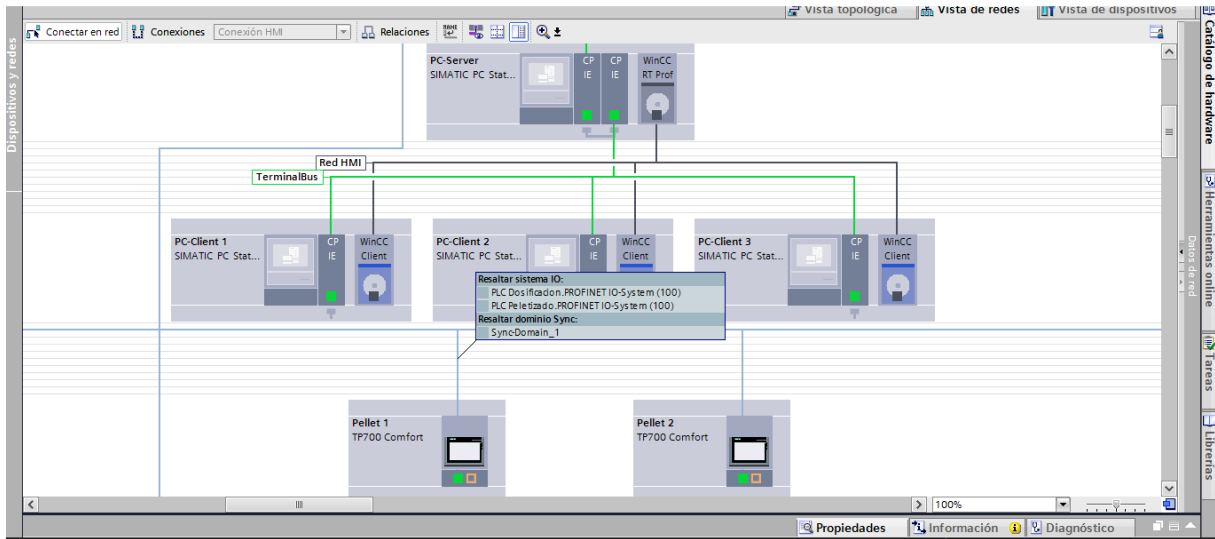 Vista topológica
Vista de redes
Vista de dispositivos
Conectar en red
Conexiones
Conexión HMI
Relaciones
Dispositivos y redes
PC-Server
SIMATIC PC Stat...
CP
IE
CP
IE
WinCC
RT Prof
Red HMI
TerminalBus
PC-Client 1
SIMATIC PC Stat...
CP
IE
WinCC
Client
PC-Client 2
SIMATIC PC Stat...
CP
IE
WinCC
Client
PC-Client 3
SIMATIC PC Stat...
CP
IE
WinCC
Client
Resaltar sistema IO:
PLC Dosificadon.PROFINET IO-System (100)
PLC Peletizado.PROFINET IO-System (100)
Resaltar dominio Sync:
Sync-Domain_1
Pellet 1
TP700 Comfort
Pellet 2
TP700 Comfort
100%
Propiedades
Información
Diagnóstico
Datos de red
Catálogo de hardware
Herramientas online
Tareas
Librerías